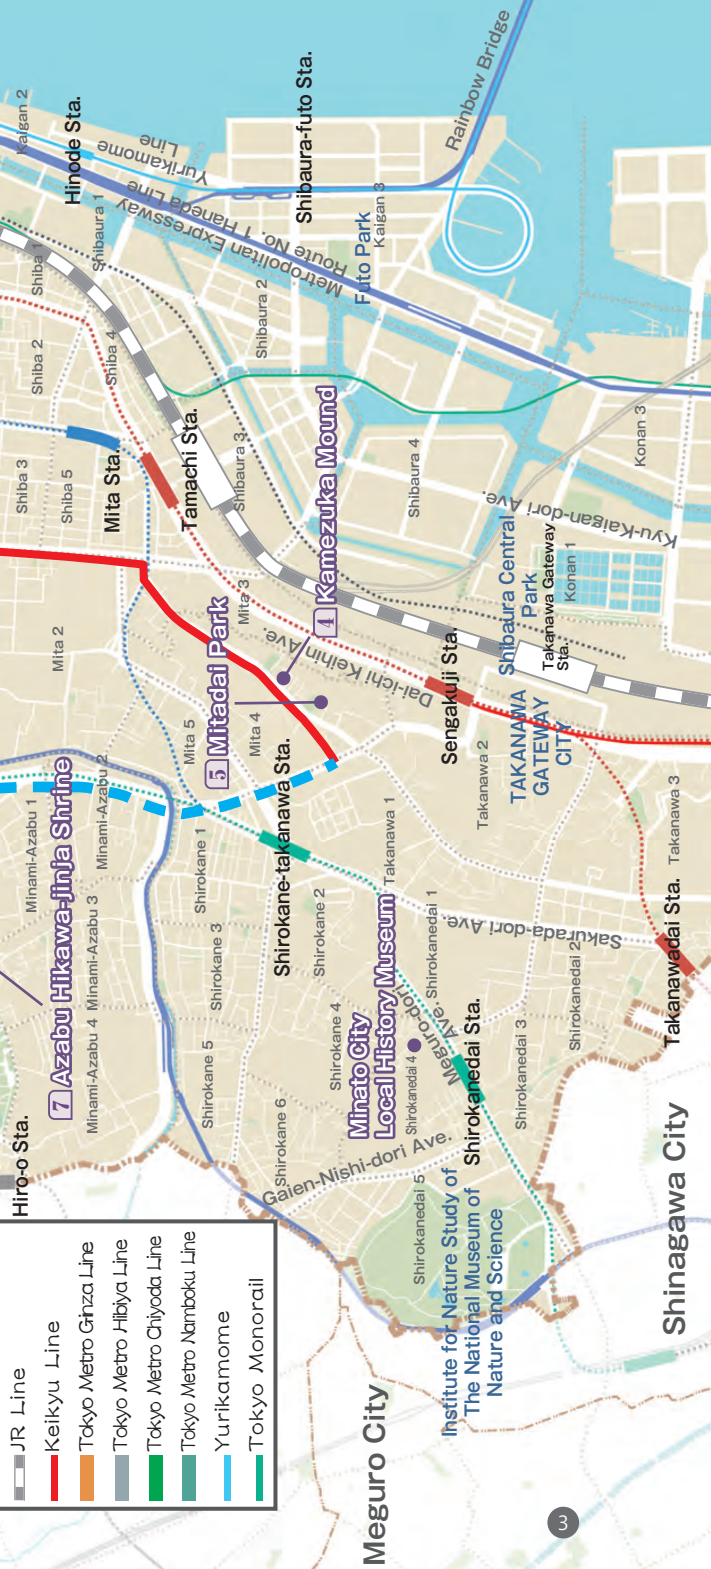 JR Line
Keikyu Line
Tokyo Metro Ginza Line
Tokyo Metro Hibiya Line
Tokyo Metro Chiyoda Line
Tokyo Metro Namboku Line
Yurikamome
Tokyo Monorail
Hiro-o Sta.
7 Azabu Hikawa-jinja Shrine
Minami-Azabu 4
Minami-Azabu 3
Minami-Azabu 1
Minami-Azabu 2
Mita 2
Shiba 3
Shiba 5
Shiba 2
Shiba 1
Shiba 4
Kaigan 2
Hinode Sta.
Shibaura 1
Yurikamome
Line
Metropolitan Expressway
Route No. 1 Haneda Line
Mita Sta.
Tamachi Sta.
Shibaura 3
Shibaura 2
Shibaura-futo Sta.
Futo Park
Kaigan 3
Rainbow Bridge
Shirokane 5
Shirokane 3
Shirokane 1
Mita 5
5 Mitadai Park
Mita 4
Mita 3
4 Kamezuka Mound
Dai-ichi Keihin Ave.
Shirokane-takanawa Sta.
Shirokane 6
Shirokane 4
Shirokane 2
Gaien-Nishi-dori Ave.
Minato City
Local History Museum
Shirokanedai 4
Meguro-dori
Ave.
Takanawa 1
Shibaura 4
Shirokanedai 5
Shirokanedai 1
Shirokanedai Sta.
Sengakuji Sta.
Sakurada-dori Ave
Takanawa 2
Kyu-Kaigan-dori Ave.
Shibaura Central
Park
Takanawa Gateway
Sta.
TAKANAWA
GATEWAY
CITY
Konan 1
Konan 3
Institute for Nature Study of
The National Museum of
Nature and Science
Shirokanedai 3
Shirokanedai 2
Takanawadai Sta.
Takanawa 3
Meguro City
Shinagawa City
3